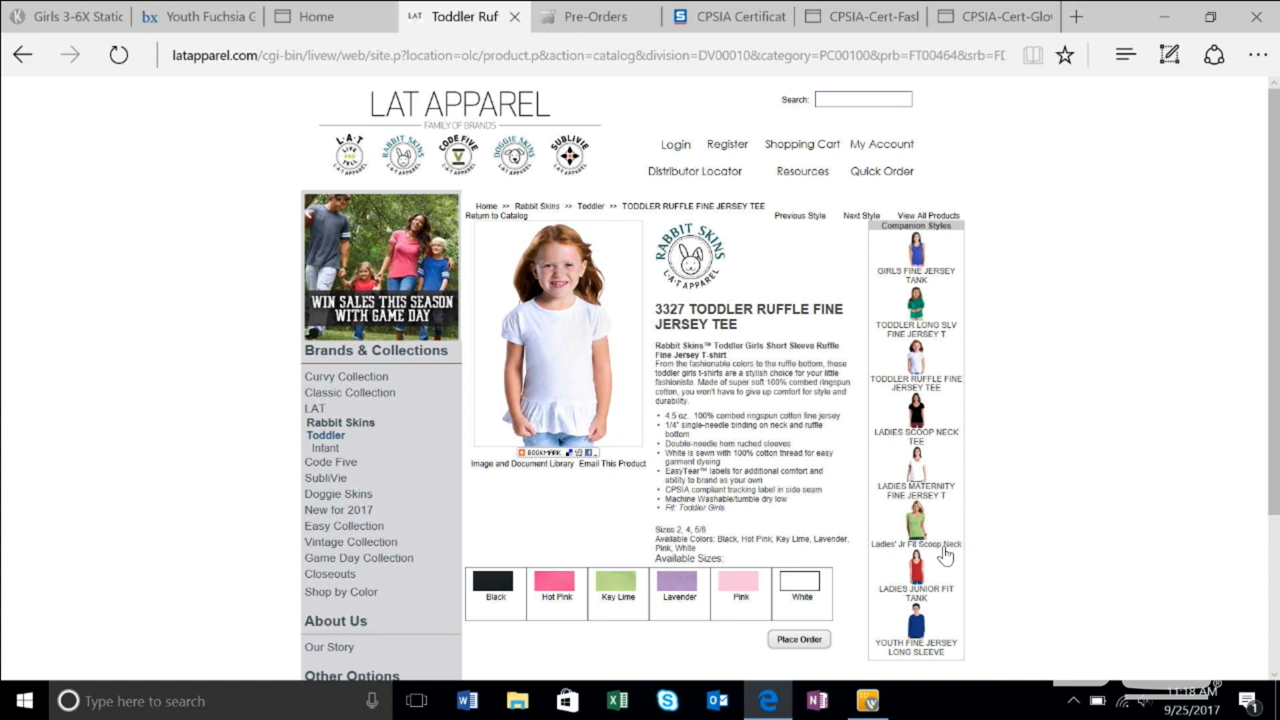 Girls 3-6X Static
Youth Fuchsia C
Home
Toddler Ruf
Pre-Orders
CPSIA Certificat
CPSIA-Cert-Fasl
CPSIA-Cert-Glo
latapparel.com/cgi-bin/livew/web/site.p?location=olc/product.p&action=catalog&division=DV00010&category=PC00100&prb=FT00464&srb=FD
LAT APPAREL
FAMILY OF BRANDS
Search:
L·A·T
RABBIT SKINS
CODE FIVE
DOGGIE SKINS
SUBLIVIE
Login Register Shopping Cart My Account
Distributor Locator Resources Quick Order
WIN SALES THIS SEASON
WITH GAME DAY
Brands & Collections
Curvy Collection
Classic Collection
LAT
Rabbit Skins
Toddler
Infant
Code Five
SubliVie
Doggie Skins
New for 2017
Easy Collection
Vintage Collection
Game Day Collection
Closeouts
Shop by Color
About Us
Our Story
Other Options
Home >> Rabbit Skins >> Toddler >> TODDLER RUFFLE FINE JERSEY TEE
Return to Catalog
Previous Style Next Style View All Products
BOOKMARK
Image and Document Library Email This Product
RABBIT SKINS
L·A·T APPAREL
3327 TODDLER RUFFLE FINE
JERSEY TEE
Rabbit Skins™ Toddler Girls Short Sleeve Ruffle
Fine Jersey T-shirt
From the fashionable colors to the ruffle bottom, these
toddler girls t-shirts are a stylish choice for your little
fashionista. Made of super soft 100% combed ringspun
cotton, you won't have to give up comfort for style and
durability.
• 4.5 oz., 100% combed ringspun cotton fine jersey
• 1/4" single-needle binding on neck and ruffle
bottom
• Double-needle hem ruched sleeves
• White is sewn with 100% cotton thread for easy
garment dyeing
• EasyTear™ labels for additional comfort and
ability to brand as your own
• CPSIA compliant tracking label in side seam
• Machine Washable/tumble dry low
• Fit: Toddler Girls
Sizes 2, 4, 5/6
Available Colors: Black, Hot Pink, Key Lime, Lavender,
Pink, White
Available Sizes:
Black Hot Pink Key Lime Lavender Pink White
Place Order
Companion Styles
GIRLS FINE JERSEY
TANK
TODDLER LONG SLV
FINE JERSEY T
TODDLER RUFFLE FINE
JERSEY TEE
LADIES SCOOP NECK
TEE
LADIES MATERNITY
FINE JERSEY T
Ladies' Jr Fit Scoop Neck
LADIES JUNIOR FIT
TANK
YOUTH FINE JERSEY
LONG SLEEVE
Type here to search
11:18 AM
9/25/2017